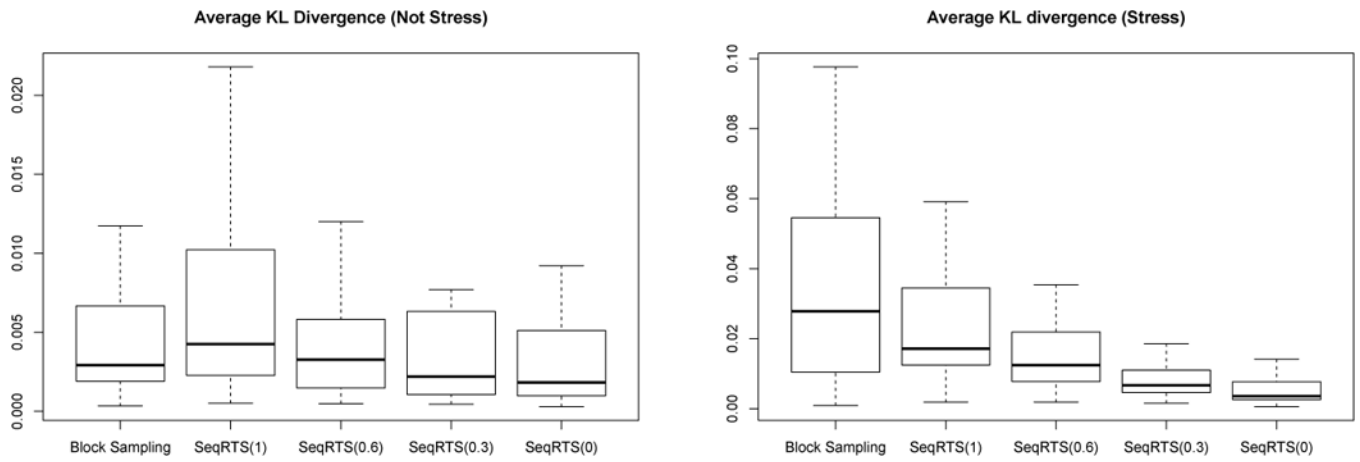 Average KL Divergence (Not Stress)
0.020
0.015
0.010
0.005
0.000
Block Sampling SeqRTS(1) SeqRTS(0.6) SeqRTS(0.3) SeqRTS(0)
Average KL divergence (Stress)
0.10
0.08
0.06
0.04
0.02
0.00
Block Sampling SeqRTS(1) SeqRTS(0.6) SeqRTS(0.3) SeqRTS(0)